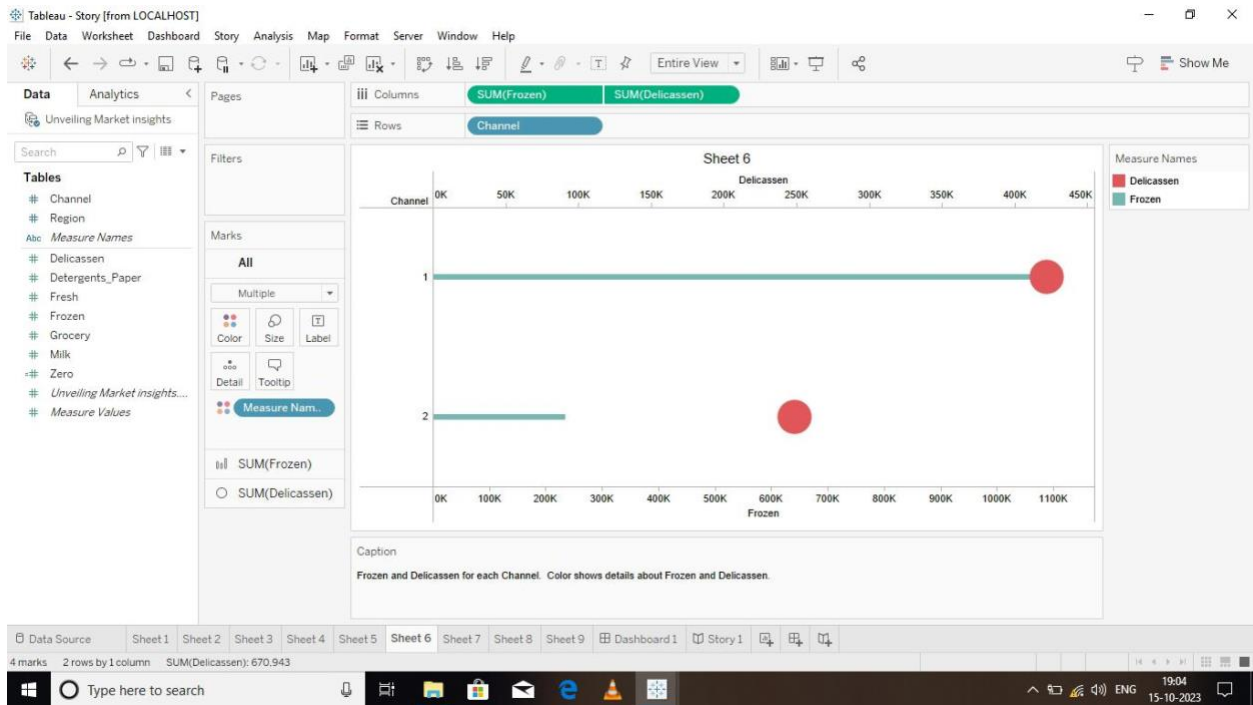 Tableau - Story [from LOCALHOST]
File Data Worksheet Dashboard Story Analysis Map Format Server Window Help
Entire View
Show Me
Data Analytics
Unveiling Market insights
Search
Tables
# Channel
# Region
Abc Measure Names
# Delicassen
# Detergents_Paper
# Fresh
# Frozen
# Grocery
# Milk
=# Zero
# Unveiling Market insights....
# Measure Values
Pages
Filters
Marks
All
Multiple
Color Size Label
Detail Tooltip
Measure Nam..
SUM(Frozen)
SUM(Delicassen)
iii Columns SUM(Frozen) SUM(Delicassen)
Rows Channel
Sheet 6
Delicassen
Channel 0K 50K 100K 150K 200K 250K 300K 350K 400K 450K
1
2
0K 100K 200K 300K 400K 500K 600K 700K 800K 900K 1000K 1100K
Frozen
Caption
Frozen and Delicassen for each Channel. Color shows details about Frozen and Delicassen.
Measure Names
Delicassen
Frozen
Data Source Sheet 1 Sheet 2 Sheet 3 Sheet 4 Sheet 5 Sheet 6 Sheet 7 Sheet 8 Sheet 9 Dashboard 1 Story 1
4 marks 2 rows by 1 column SUM(Delicassen): 670,943
Type here to search
ENG
19:04
15-10-2023